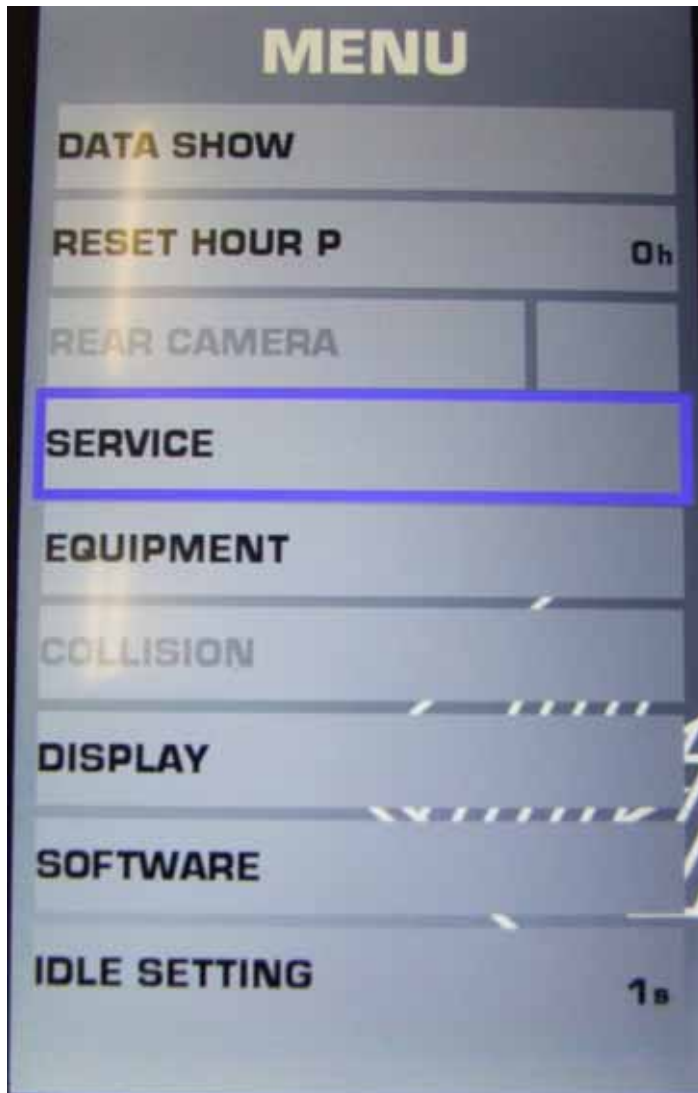 MENU
DATA SHOW
RESET HOUR P 0h
REAR CAMERA
SERVICE
EQUIPMENT
COLLISION
DISPLAY
SOFTWARE
IDLE SETTING 1s